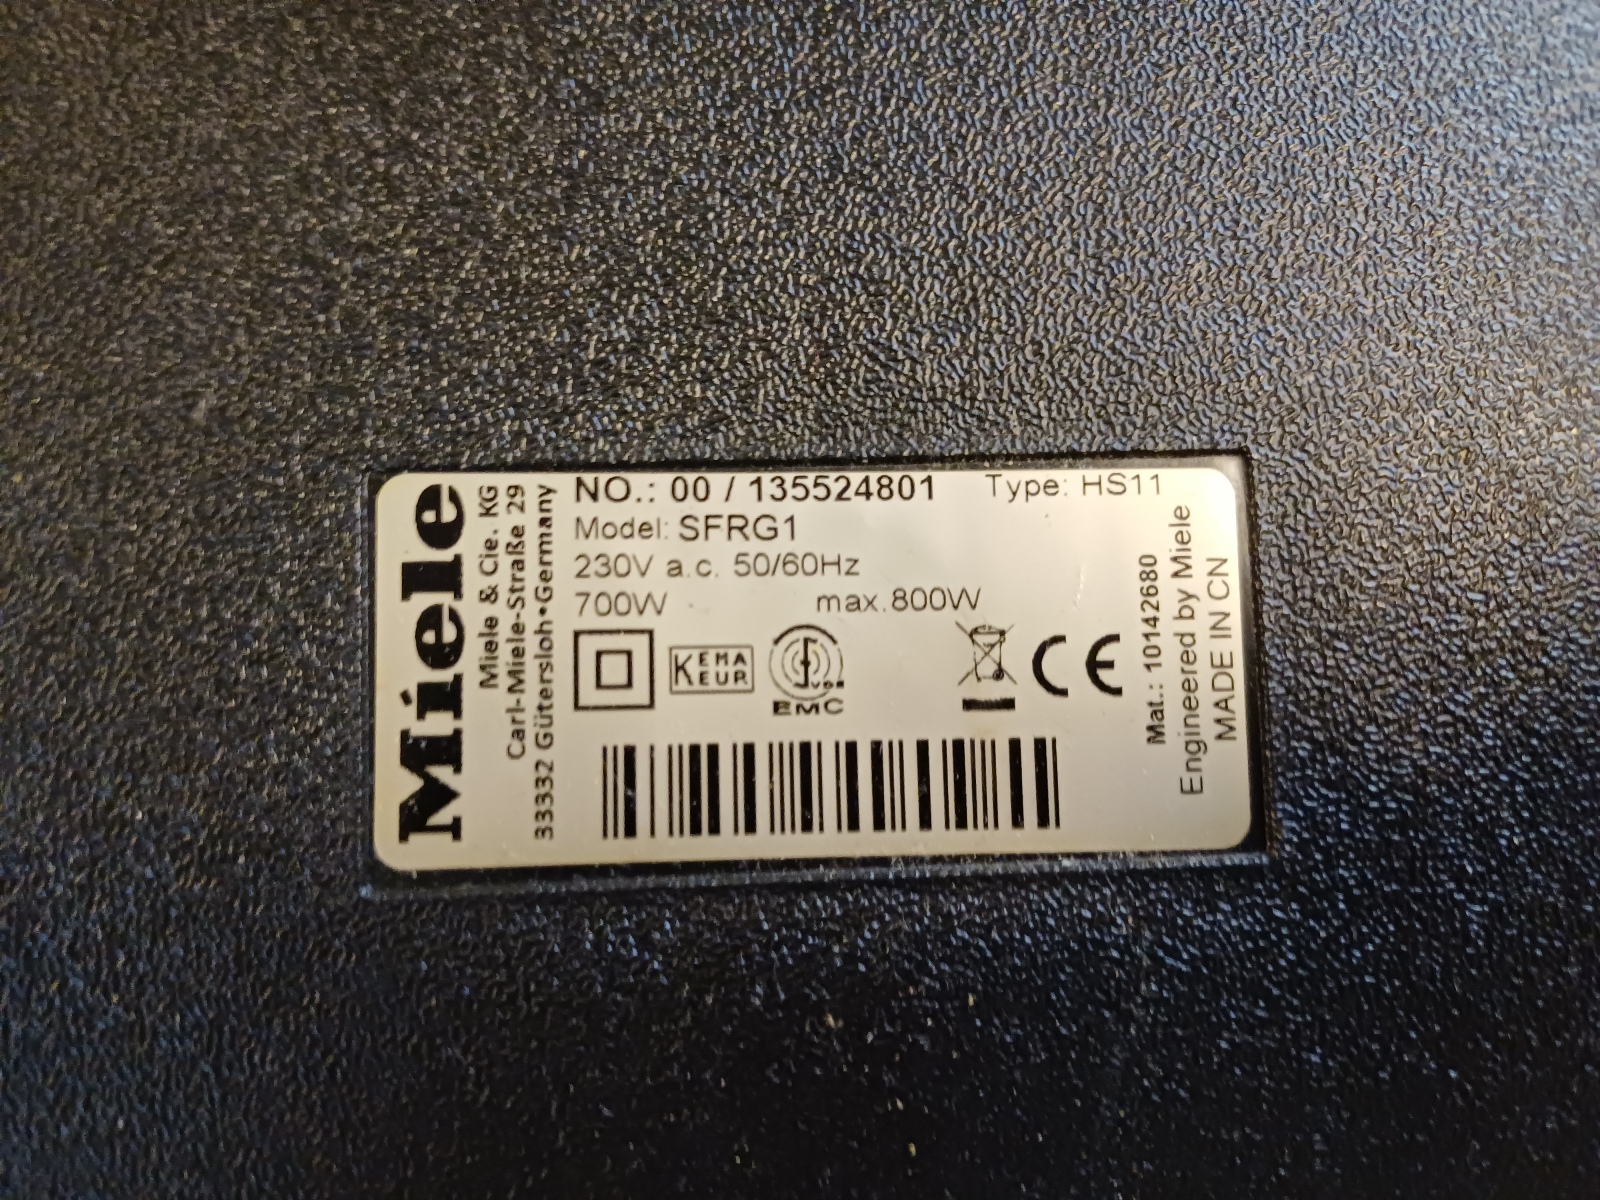 Miele
Miele & Cie. KG
Carl-Miele-Straße 29
33332 Gütersloh•Germany
NO.: 00 / 135524801 Type: HS11
Model: SFRG1
230V a.c. 50/60Hz
700W max.800W
KEMA
KEUR
VDE
EMC
CE
Mat.: 10142680
Engineered by Miele
MADE IN CN